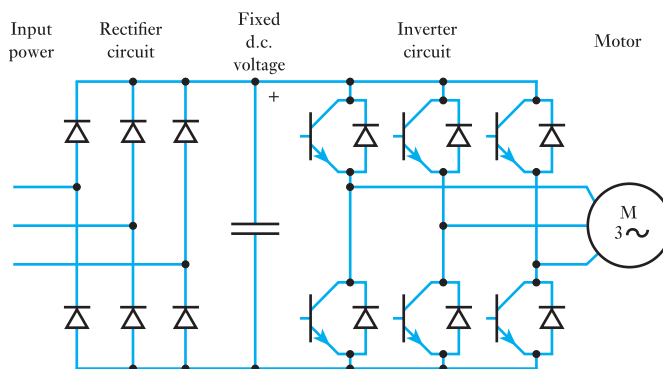 Input
power
Rectifier
circuit
Fixed
d.c.
voltage
+
Inverter
circuit
Motor
M
3~